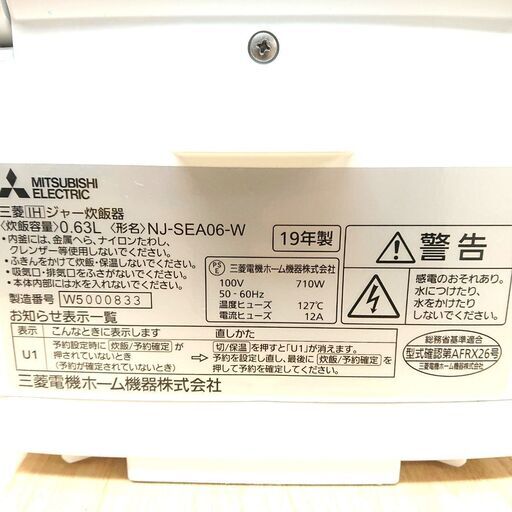 MITSUBISHI
ELECTRIC
三菱IHジャー炊飯器
〈炊飯容量〉0.63L 〈形名〉NJ-SEA06-W
・内釜には、金属へら、ナイロンたわし、
クレンザー等使用しないでください。
・ふきんをかけて炊飯・保温しないでください。
・吸気口・排気口をふさがないでください。
・本体内部には水を入れないでください。
製造番号 W5000833
19年製
PS
E
三菱電機ホーム機器株式会社
100V 710W
50-60Hz
温度ヒューズ 127℃
電流ヒューズ 12A
警告
感電のおそれあり。
水につけたり、
水をかけたり
しないでください。
お知らせ表示一覧
表示 こんなときに表示します 直しかた
U1 予約設定時に 炊飯/予約確定 が
押されていないとき
(予約が確定されていないとき)
切/保温 を押すと「U1」が消えます。
→予約を設定し直し、最後に 炊飯/予約確定 を
押して予約を確定してください。
三菱電機ホーム機器株式会社
総務省基準適合
型式確認第AFRX26号
三菱電機ホーム機器株式会社